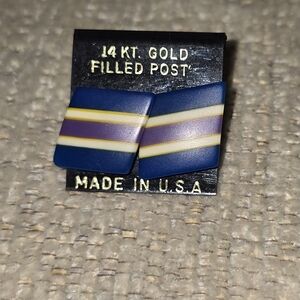 14 KT. GOLD
FILLED POST
MADE IN U.S.A